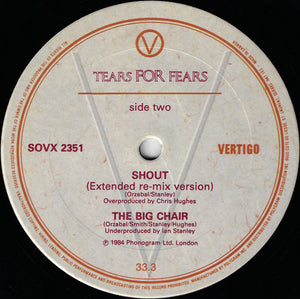 V
TEARS FOR FEARS
side two
SOVX 2351
VERTIGO
SHOUT
(Extended re-mix version)
(Orzabal/Stanley)
Overproduced by Chris Hughes
THE BIG CHAIR
(Orzabal/Smith/Stanley/Hughes)
Underproduced by Ian Stanley
℗ 1984 Phonogram Ltd. London
33.3